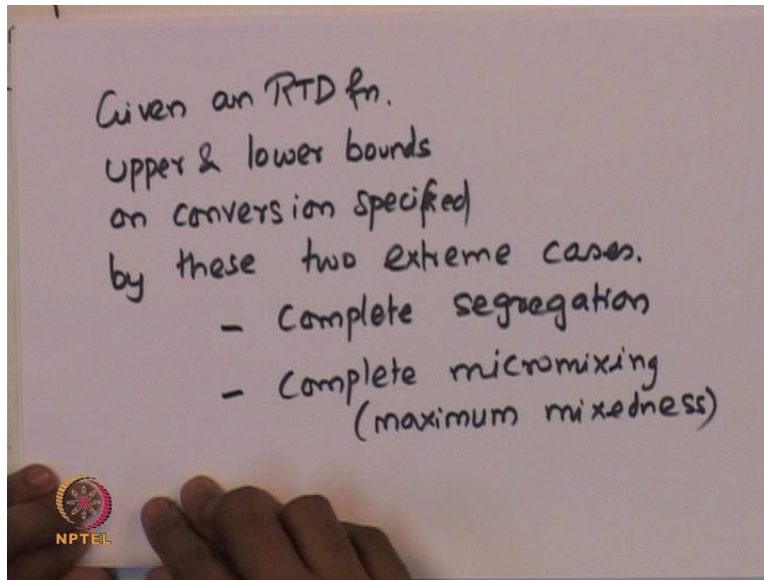 Given an RTD fn.
upper & lower bounds
on conversion specified
by these two extreme cases.
- Complete segregation
- Complete micromixing
(maximum mixedness)
NPTEL